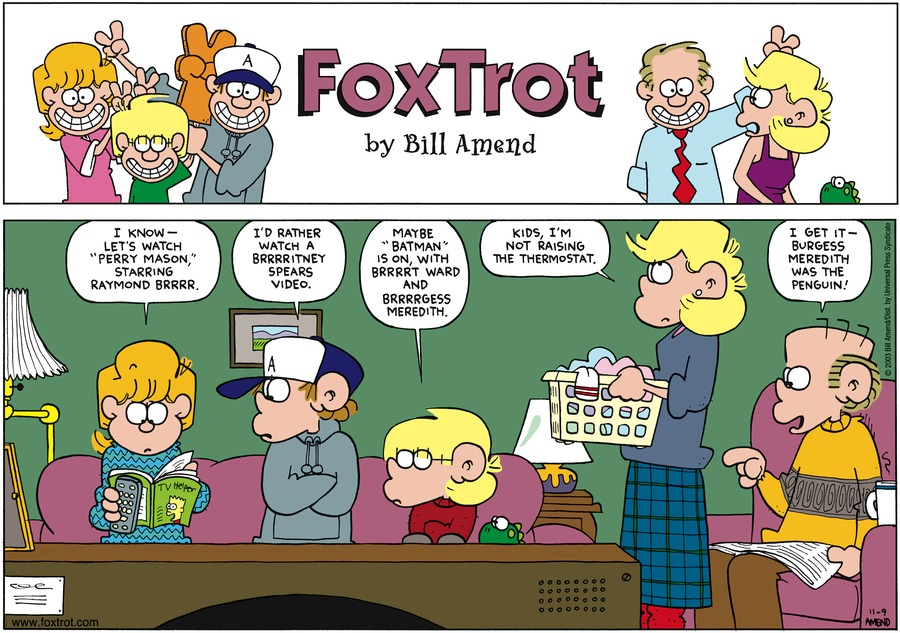 FoxTrot
by Bill Amend
A
I KNOW—
LET'S WATCH
"PERRY MASON,"
STARRING
RAYMOND BRRRR.
I'D RATHER
WATCH A
BRRRRITNEY
SPEARS
VIDEO.
MAYBE
"BATMAN"
IS ON, WITH
BRRRRT WARD
AND
BRRRRGESS
MEREDITH.
KIDS, I'M
NOT RAISING
THE THERMOSTAT.
I GET IT—
BURGESS
MEREDITH
WAS THE
PENGUIN!
A
TV Helper
© 2003 Bill Amend/Dist. by Universal Press Syndicate
www.foxtrot.com
11-9
AMEND